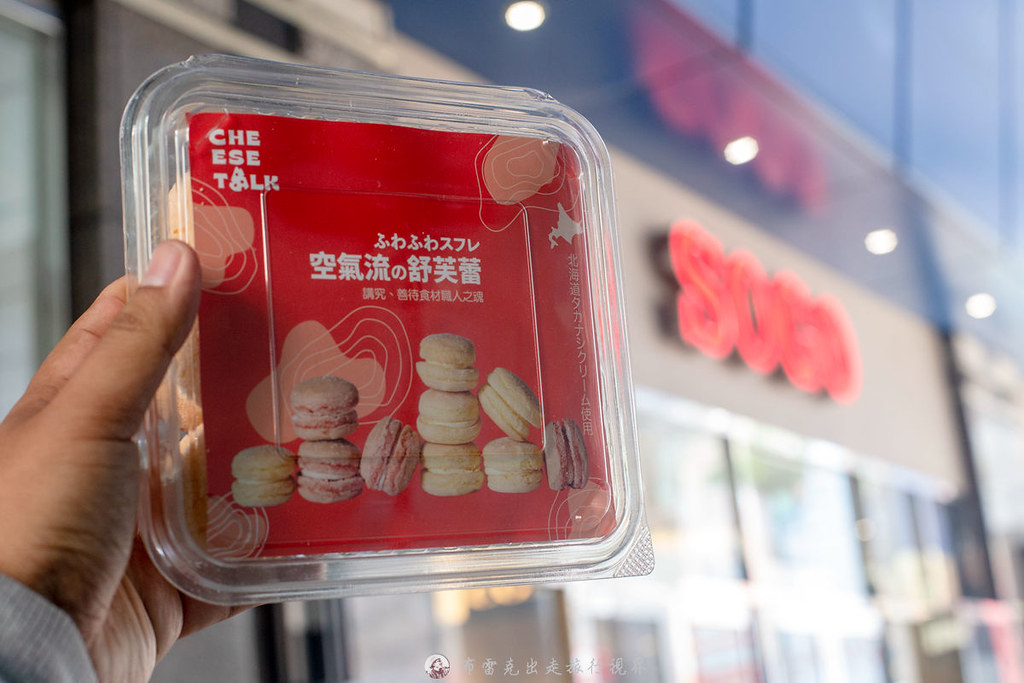 CHE
ESE
TALK
ふわふわスフレ
空氣流の舒芙蕾
講究、善待食材職人之魂
北海道タカナシクリーム使用
SOGO
布雷克出走旅行視界